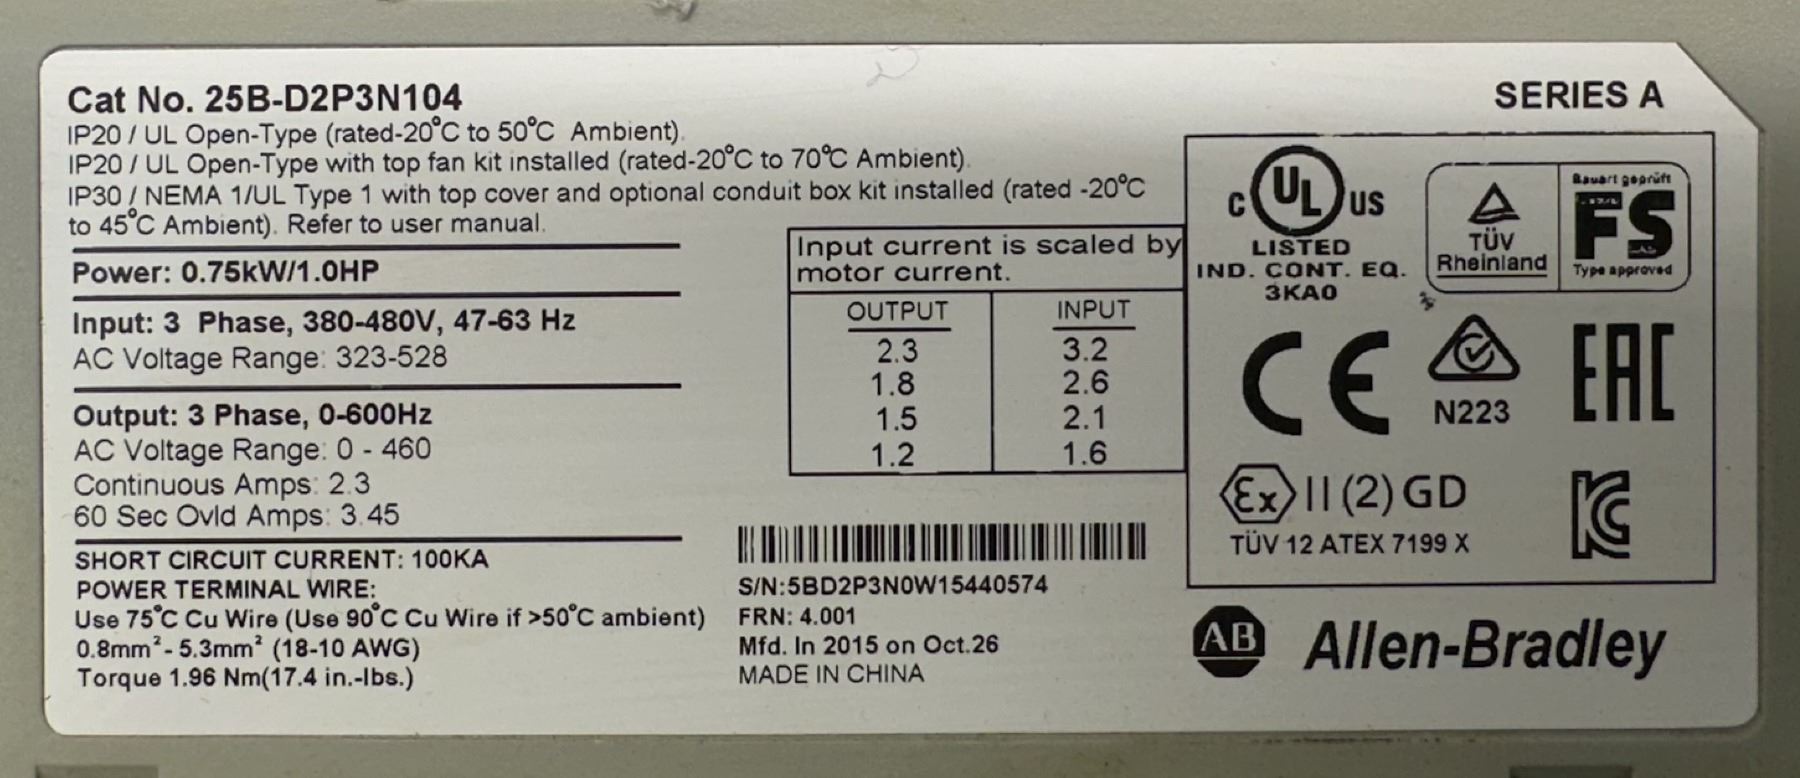 Cat No. 25B-D2P3N104
SERIES A
IP20 / UL Open-Type (rated-20°C to 50°C Ambient).
IP20 / UL Open-Type with top fan kit installed (rated-20°C to 70°C Ambient).
IP30 / NEMA 1/UL Type 1 with top cover and optional conduit box kit installed (rated -20°C
to 45°C Ambient). Refer to user manual.
Power: 0.75kW/1.0HP
Input: 3 Phase, 380-480V, 47-63 Hz
AC Voltage Range: 323-528
Output: 3 Phase, 0-600Hz
AC Voltage Range: 0 - 460
Continuous Amps: 2.3
60 Sec Ovld Amps: 3.45
SHORT CIRCUIT CURRENT: 100KA
POWER TERMINAL WIRE:
Use 75°C Cu Wire (Use 90°C Cu Wire if >50°C ambient)
0.8mm²- 5.3mm² (18-10 AWG)
Torque 1.96 Nm(17.4 in.-lbs.)
Input current is scaled by
motor current.
OUTPUT INPUT
2.3 3.2
1.8 2.6
1.5 2.1
1.2 1.6
S/N:5BD2P3N0W15440574
FRN: 4.001
Mfd. In 2015 on Oct.26
MADE IN CHINA
C UL US
LISTED
IND. CONT. EQ.
3KA0
TÜV
Rheinland
Bauart geprüft
FS
Type approved
CE
N223
EAC
Ex II (2) GD
TÜV 12 ATEX 7199 X
KC
AB Allen-Bradley